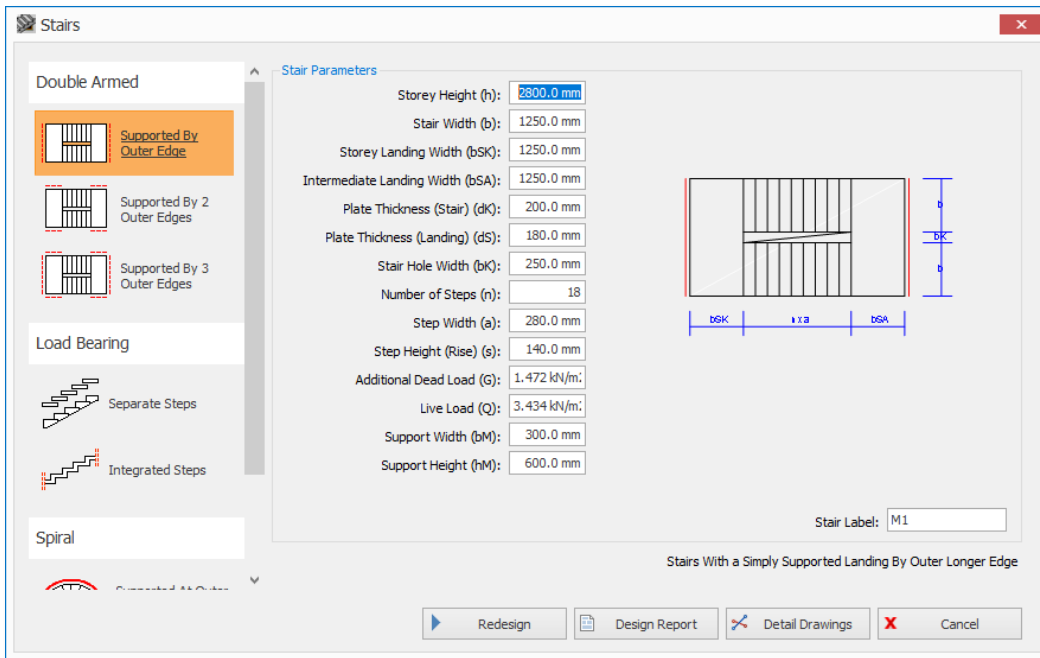 Stairs
Double Armed
Supported By
Outer Edge
Supported By 2
Outer Edges
Supported By 3
Outer Edges
Load Bearing
Separate Steps
Integrated Steps
Spiral
Supported At Outer
Stair Parameters
Storey Height (h): 2800.0 mm
Stair Width (b): 1250.0 mm
Storey Landing Width (bSK): 1250.0 mm
Intermediate Landing Width (bSA): 1250.0 mm
Plate Thickness (Stair) (dK): 200.0 mm
Plate Thickness (Landing) (dS): 180.0 mm
Stair Hole Width (bK): 250.0 mm
Number of Steps (n): 18
Step Width (a): 280.0 mm
Step Height (Rise) (s): 140.0 mm
Additional Dead Load (G): 1.472 kN/m
Live Load (Q): 3.434 kN/m
Support Width (bM): 300.0 mm
Support Height (hM): 600.0 mm
b
bK
b
bSK n x a bSA
Stair Label: M1
Stairs With a Simply Supported Landing By Outer Longer Edge
Redesign Design Report Detail Drawings X Cancel